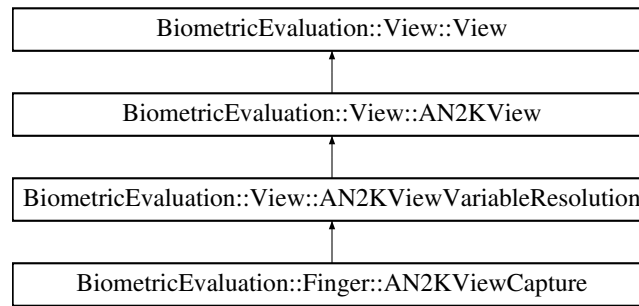 BiometricEvaluation::View::View
BiometricEvaluation::View::AN2KView
BiometricEvaluation::View::AN2KViewVariableResolution
BiometricEvaluation::Finger::AN2KViewCapture